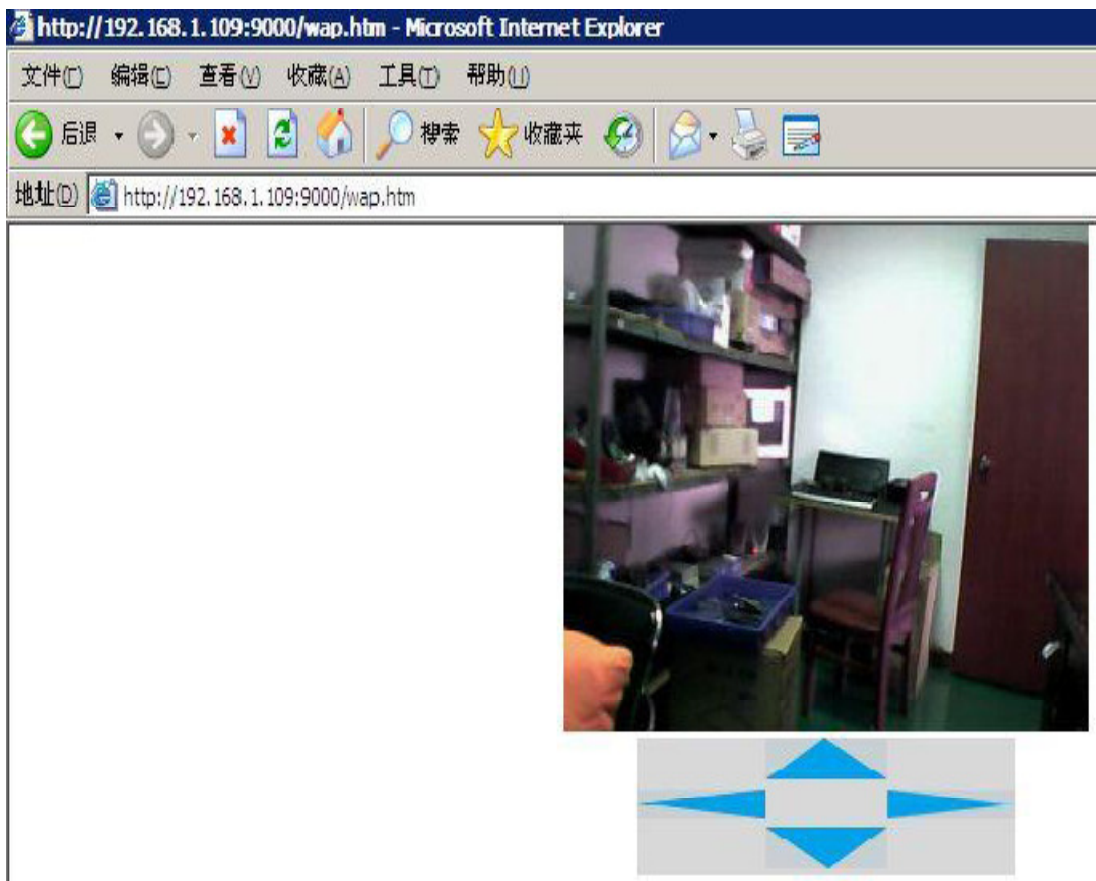 http://192.168.1.109:9000/wap.htm - Microsoft Internet Explorer
文件(F) 编辑(E) 查看(V) 收藏(A) 工具(T) 帮助(H)
后退 搜索 收藏夹
地址(D) http://192.168.1.109:9000/wap.htm